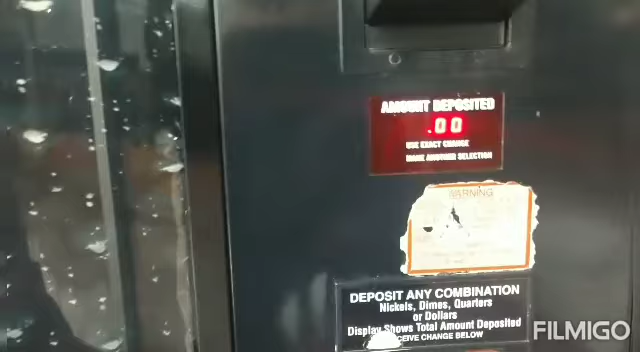 AMOUNT DEPOSITED
.00
USE EXACT CHANGE
MAKE ANOTHER SELECTION
WARNING
DEPOSIT ANY COMBINATION
Nickels, Dimes, Quarters
or Dollars
Display Shows Total Amount Deposited
CEIVE CHANGE BELOW
FILMIGO